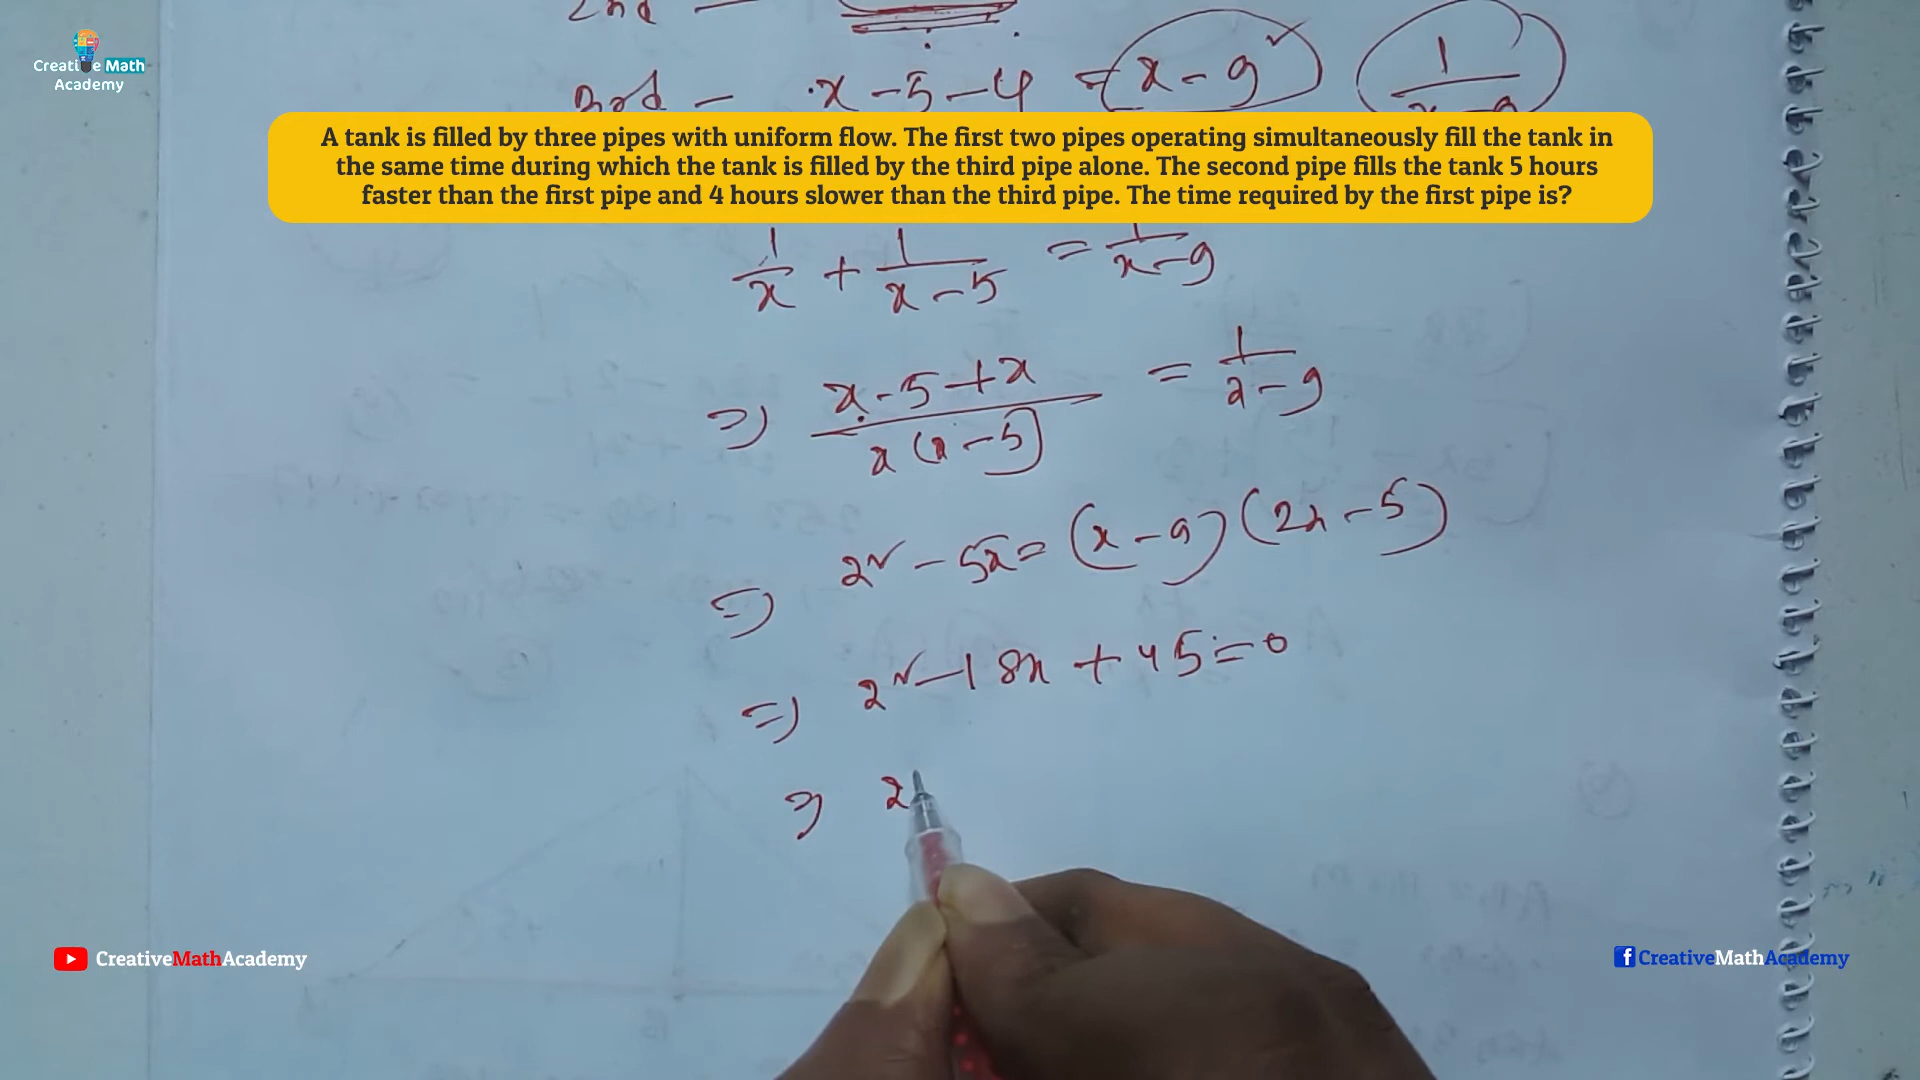 2nd —
Creative Math
Academy
3rd — x-5-4 = x-9 1/x-9
A tank is filled by three pipes with uniform flow. The first two pipes operating simultaneously fill the tank in
the same time during which the tank is filled by the third pipe alone. The second pipe fills the tank 5 hours
faster than the first pipe and 4 hours slower than the third pipe. The time required by the first pipe is?
1/x + 1/x-5 = 1/x-9
⇒ x-5+x/x(x-5) = 1/x-9
⇒ x²-5x = (x-9)(2x-5)
⇒ x²-18x+45=0
⇒ x
CreativeMathAcademy
CreativeMathAcademy